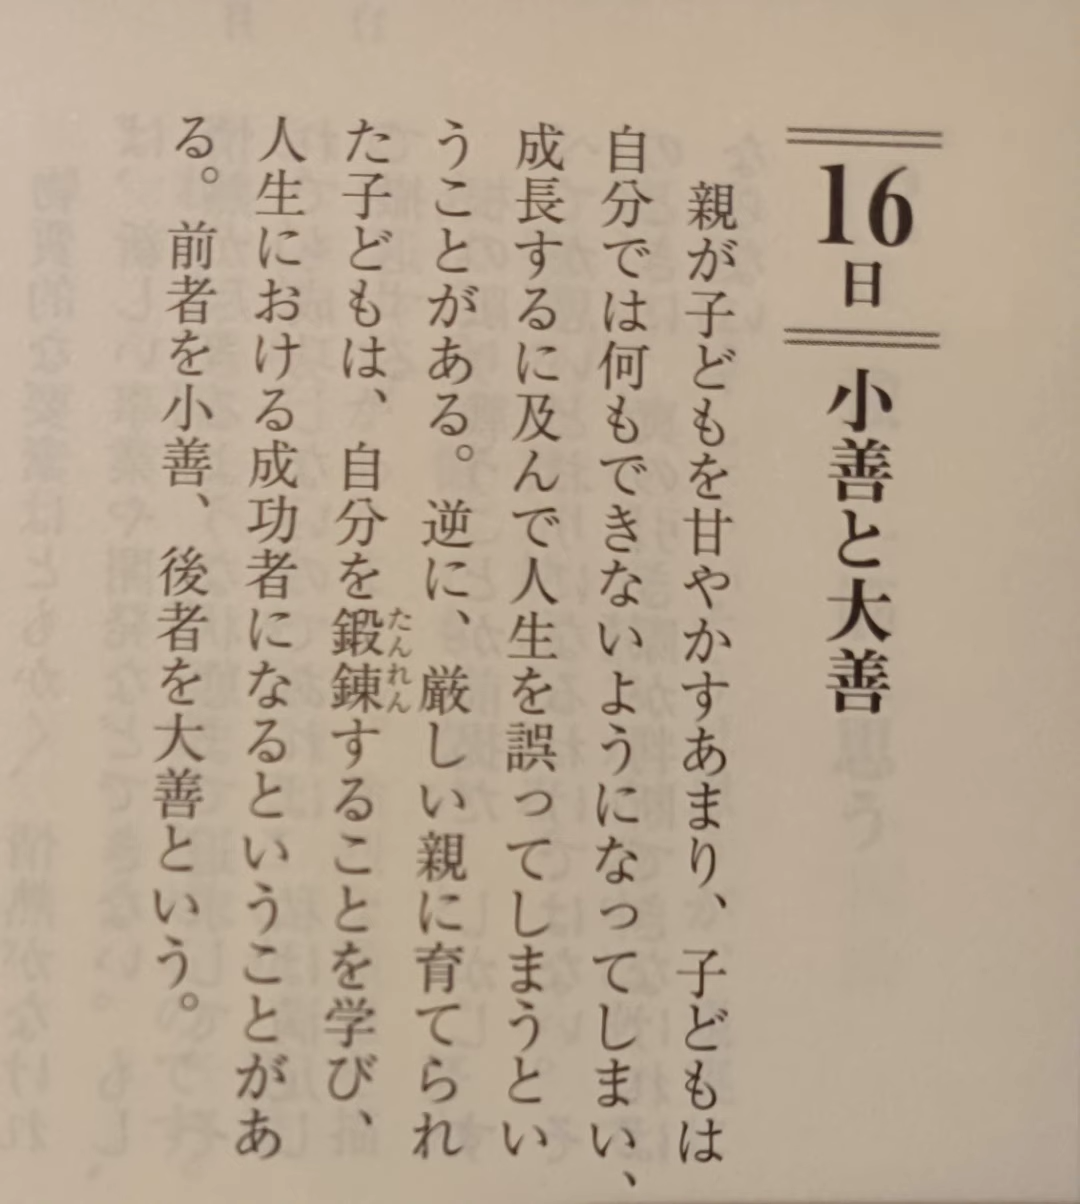 16日
小善と大善
親が子どもを甘やかすあまり、子どもは
自分では何もできないようになってしまい、
成長するに及んで人生を誤ってしまうとい
うことがある。逆に、厳しい親に育てられ
た子どもは、自分を鍛錬することを学び、
たんれん
人生における成功者になるということがあ
る。前者を小善、後者を大善という。